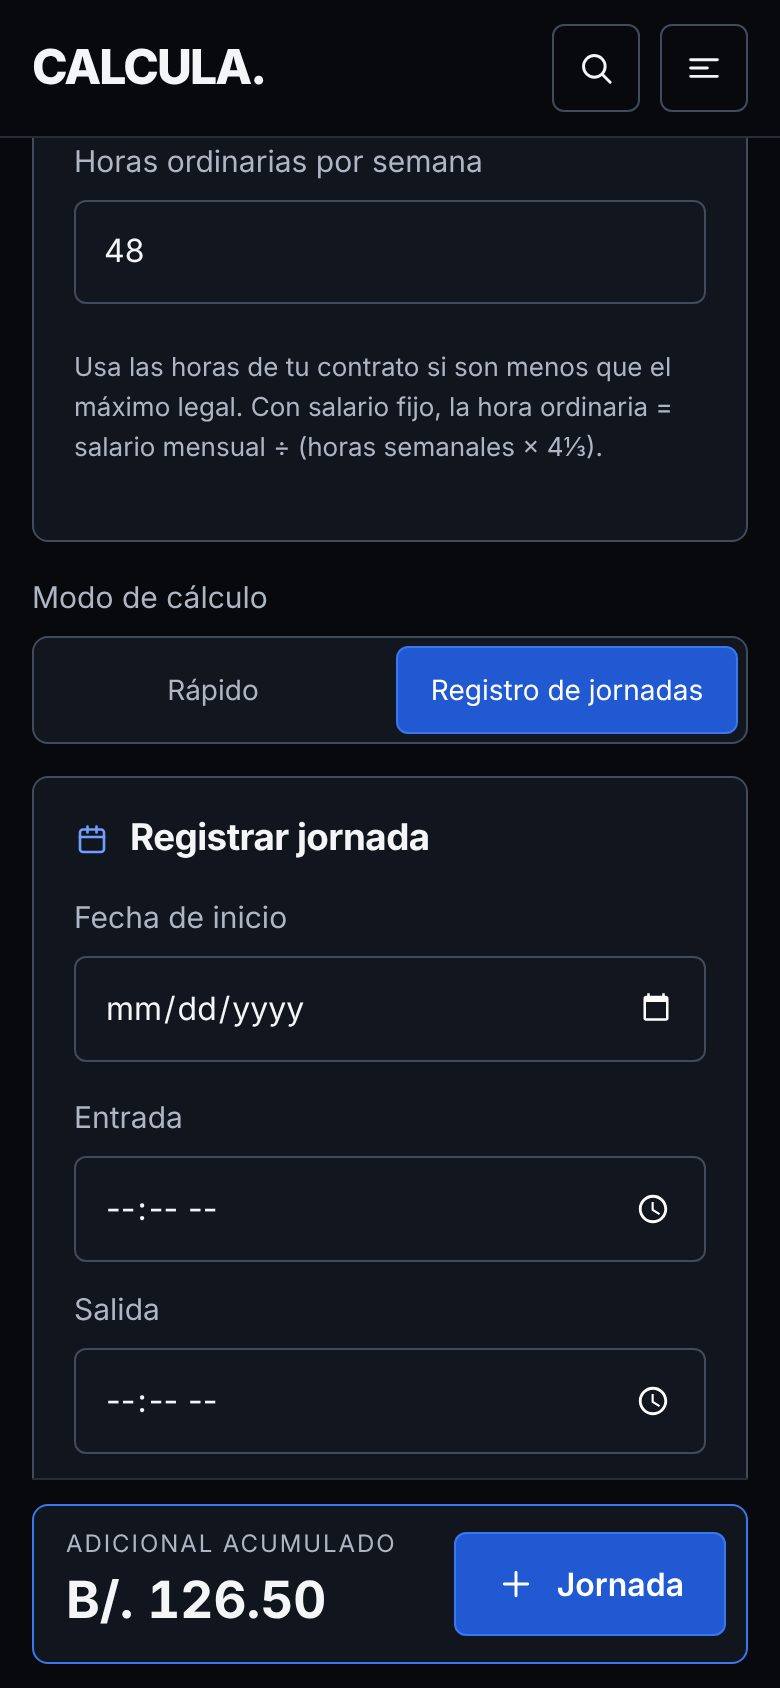 CALCULA.
Horas ordinarias por semana
48
Usa las horas de tu contrato si son menos que el
máximo legal. Con salario fijo, la hora ordinaria =
salario mensual ÷ (horas semanales × 4⅓).
Modo de cálculo
Rápido
Registro de jornadas
Registrar jornada
Fecha de inicio
mm/dd/yyyy
Entrada
--:-- --
Salida
--:-- --
ADICIONAL ACUMULADO
B/. 126.50
+ Jornada